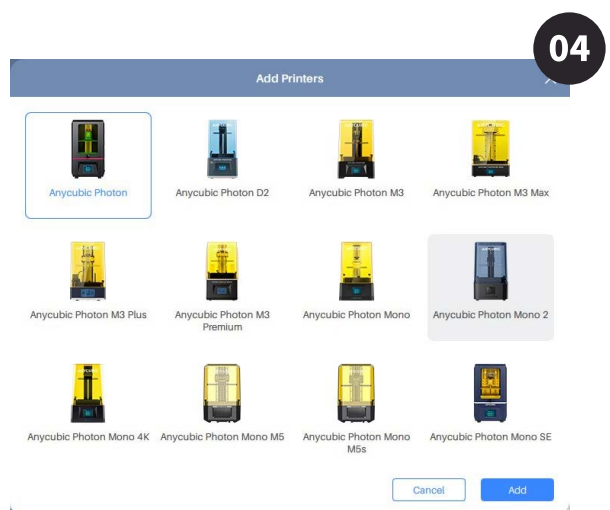 04
Add Printers
Anycubic Photon
Anycubic Photon D2
Anycubic Photon M3
Anycubic Photon M3 Max
Anycubic Photon M3 Plus
Anycubic Photon M3
Premium
Anycubic Photon Mono
Anycubic Photon Mono 2
Anycubic Photon Mono 4K
Anycubic Photon Mono M5
Anycubic Photon Mono
M5s
Anycubic Photon Mono SE
Cancel
Add